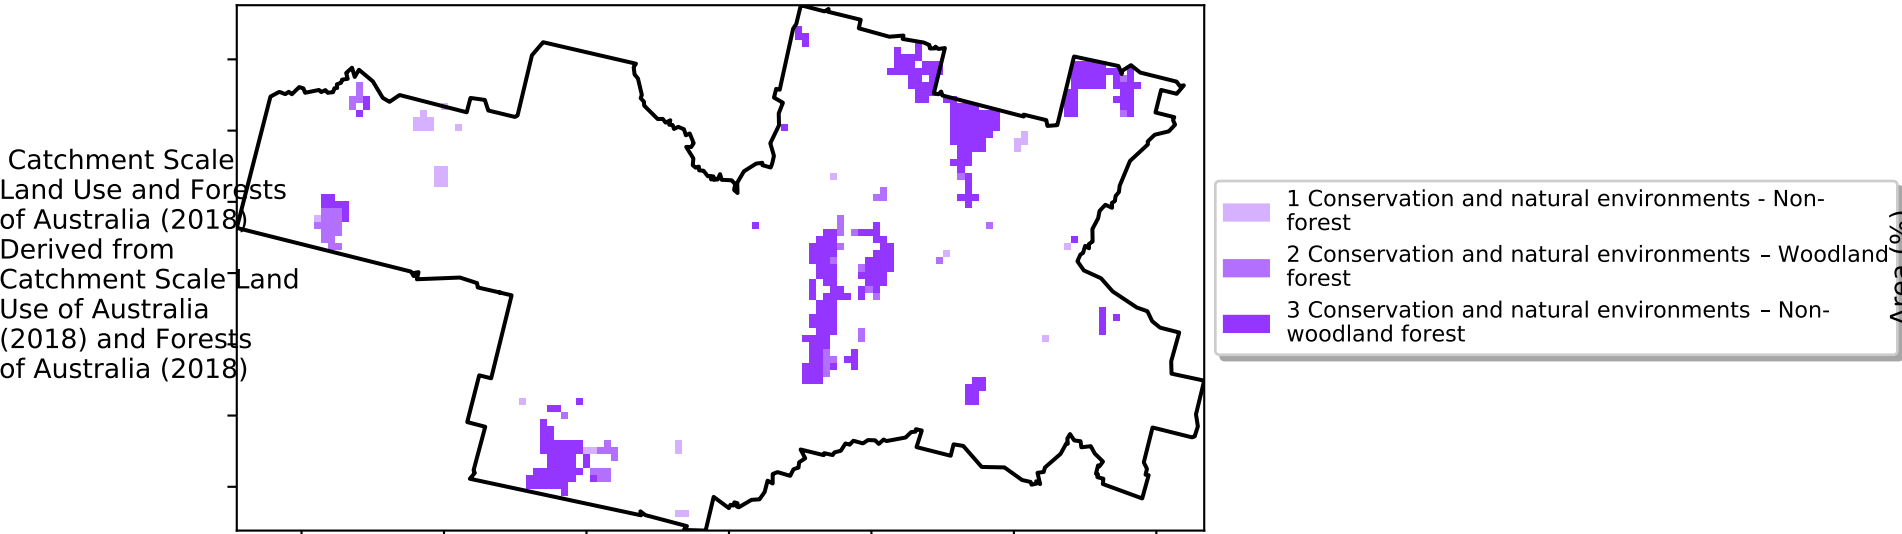 Catchment Scale
Land Use and Forests
of Australia (2018)
Derived from
Catchment Scale Land
Use of Australia
(2018) and Forests
of Australia (2018)
1 Conservation and natural environments - Non-
forest
2 Conservation and natural environments – Woodland
forest
3 Conservation and natural environments – Non-
woodland forest
Area (%)